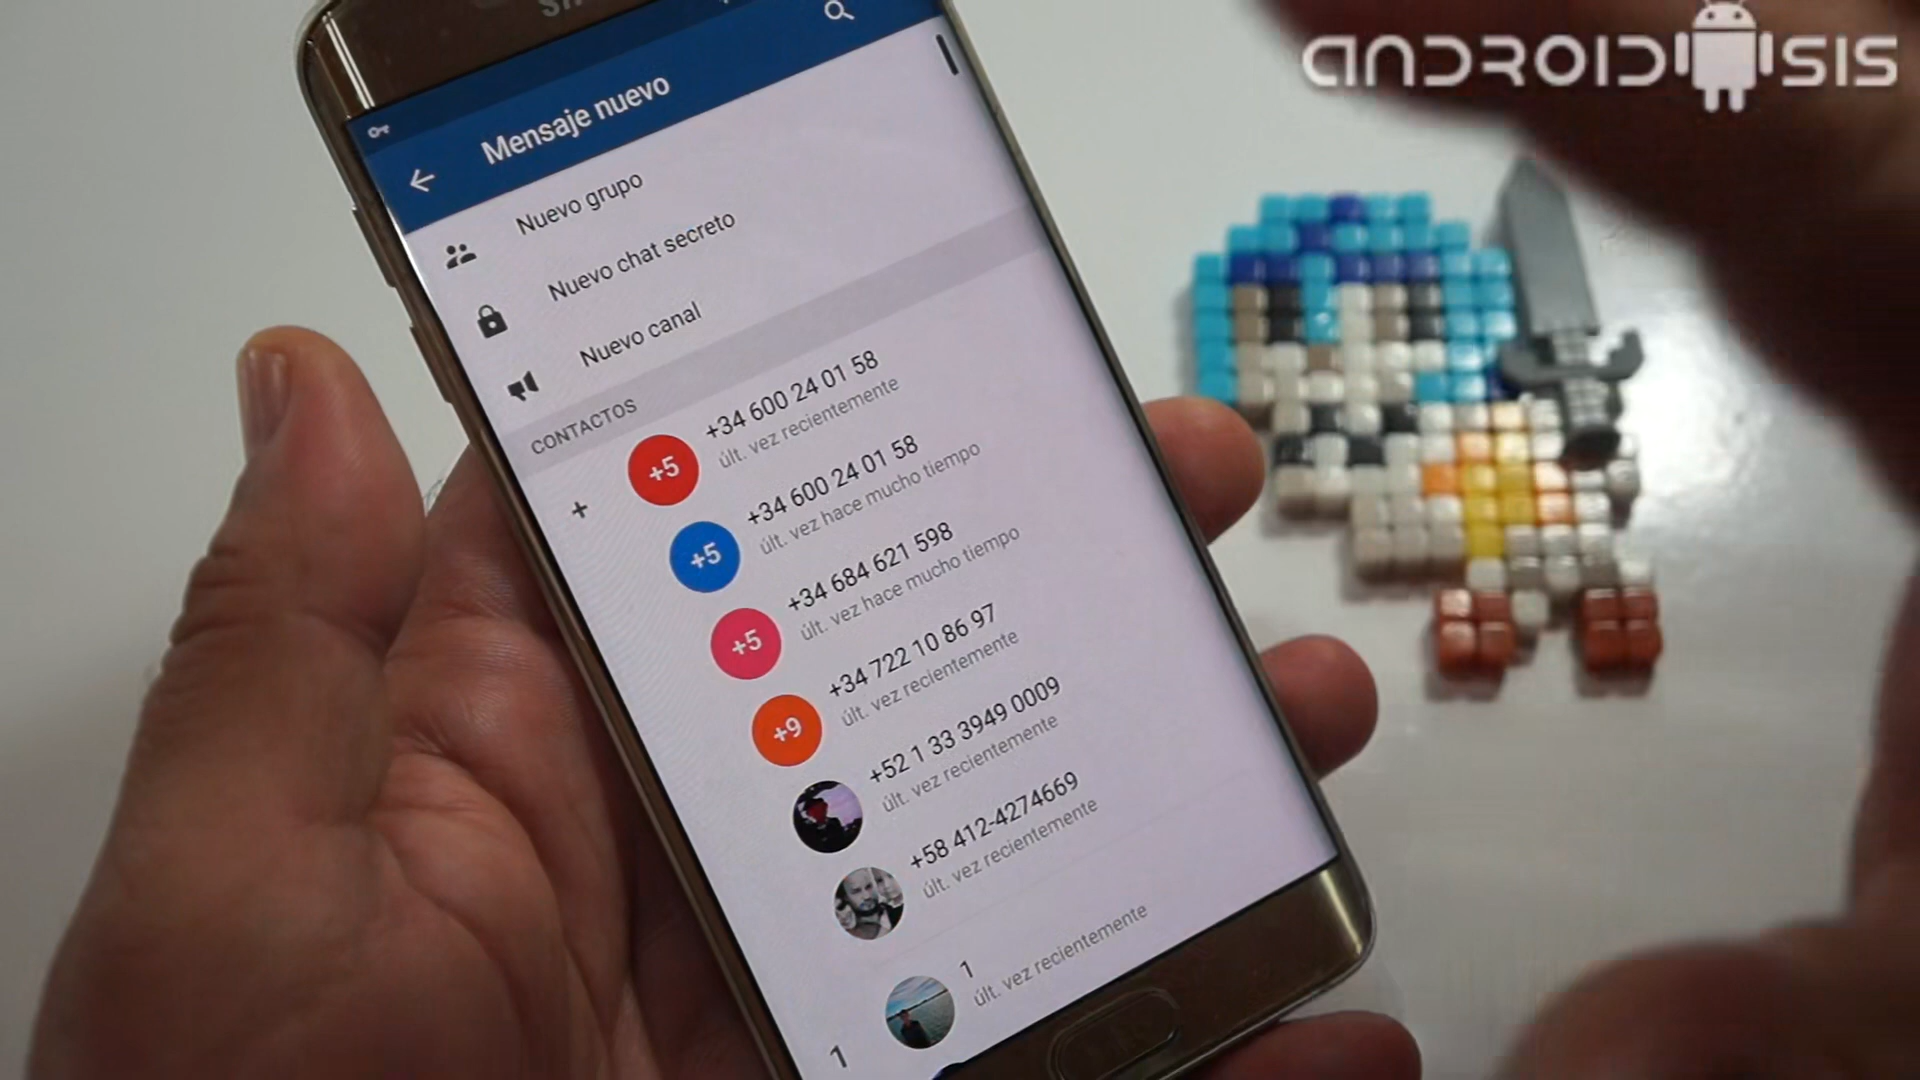 ANDROIDSIS
Mensaje nuevo
Nuevo grupo
Nuevo chat secreto
Nuevo canal
CONTACTOS
+
+5
+34 600 24 01 58
últ. vez recientemente
+5
+34 600 24 01 58
últ. vez hace mucho tiempo
+5
+34 684 621 598
últ. vez hace mucho tiempo
+9
+34 722 10 86 97
últ. vez recientemente
+52 1 33 3949 0009
últ. vez recientemente
+58 412-4274669
últ. vez recientemente
1
1
últ. vez recientemente